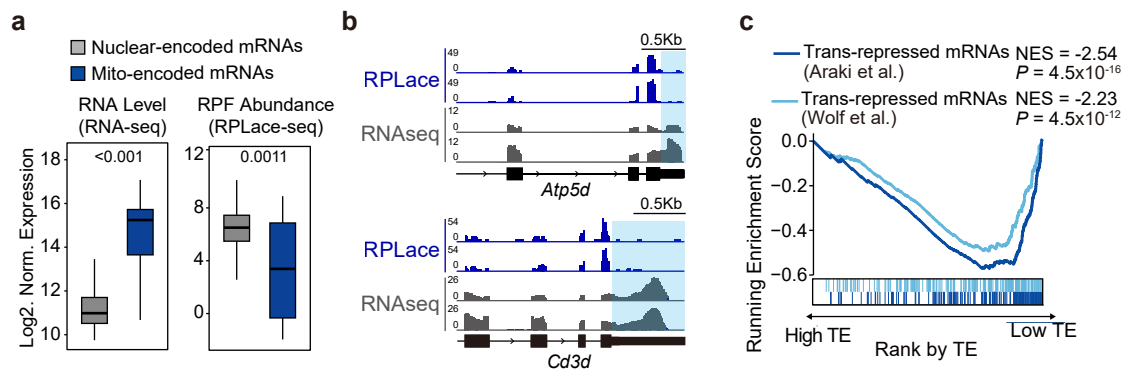 a
Nuclear-encoded mRNAs
Mito-encoded mRNAs
RNA Level
(RNA-seq)
RPF Abundance
(RPLace-seq)
Log2. Norm. Expression
18
16
14
12
10
<0.001
12
8
4
0
0.0011
b
0.5Kb
RPLace
49
0
49
0
RNAseq
12
0
12
0
Atp5d
0.5Kb
RPLace
54
0
54
0
RNAseq
26
0
26
0
Cd3d
c
Trans-repressed mRNAs NES = -2.54
(Araki et al.) P = 4.5x10-16
Trans-repressed mRNAs NES = -2.23
(Wolf et al.) P = 4.5x10-12
Running Enrichment Score
0.0
−0.2
−0.4
−0.6
High TE
Low TE
Rank by TE